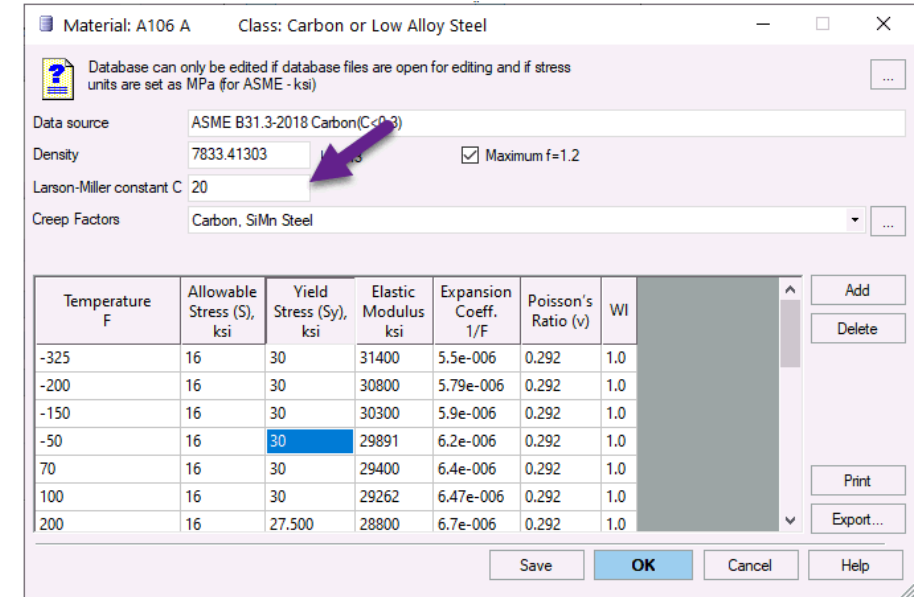 Material: A106 A Class: Carbon or Low Alloy Steel
Database can only be edited if database files are open for editing and if stress
units are set as MPa (for ASME - ksi)
...
Data source ASME B31.3-2018 Carbon(C<0.3)
Density 7833.41303 Maximum f=1.2
Larson-Miller constant C 20
Creep Factors Carbon, SiMn Steel ...
Temperature F Allowable Stress (S), ksi Yield Stress (Sy), ksi Elastic Modulus ksi Expansion Coeff. 1/F Poisson's Ratio (v) WI
-325 16 30 31400 5.5e-006 0.292 1.0
-200 16 30 30800 5.79e-006 0.292 1.0
-150 16 30 30300 5.9e-006 0.292 1.0
-50 16 30 29891 6.2e-006 0.292 1.0
70 16 30 29400 6.4e-006 0.292 1.0
100 16 30 29262 6.47e-006 0.292 1.0
200 16 27.500 28800 6.7e-006 0.292 1.0
Add
Delete
Print
Export...
Save OK Cancel Help